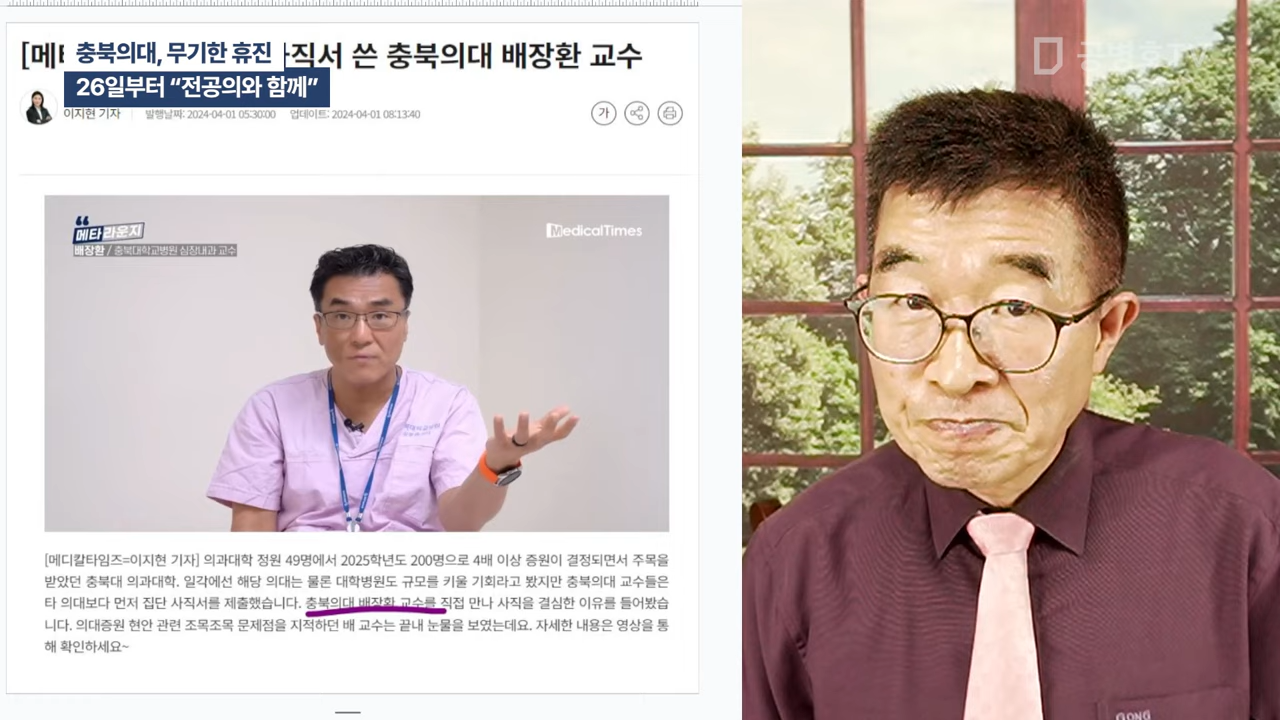 [메 사직서 쓴 충북의대 배장환 교수
충북의대, 무기한 휴진
26일부터 “전공의와 함께”
이지현 기자 발행날짜: 2024-04-01 05:30:00 업데이트: 2024-04-01 08:13:40
가
메타라운지
배장환 / 충북대학교병원 심장내과 교수
MedicalTimes
[메디칼타임즈=이지현 기자] 의과대학 정원 49명에서 2025학년도 200명으로 4배 이상 증원이 결정되면서 주목을
받았던 충북대 의과대학. 일각에선 해당 의대는 물론 대학병원도 규모를 키울 기회라고 봤지만 충북의대 교수들은
타 의대보다 먼저 집단 사직서를 제출했습니다. 충북의대 배장환 교수를 직접 만나 사직을 결심한 이유를 들어봤습
니다. 의대증원 현안 관련 조목조목 문제점을 지적하던 배 교수는 끝내 눈물을 보였는데요. 자세한 내용은 영상을 통
해 확인하세요~
공병호TV
GONG